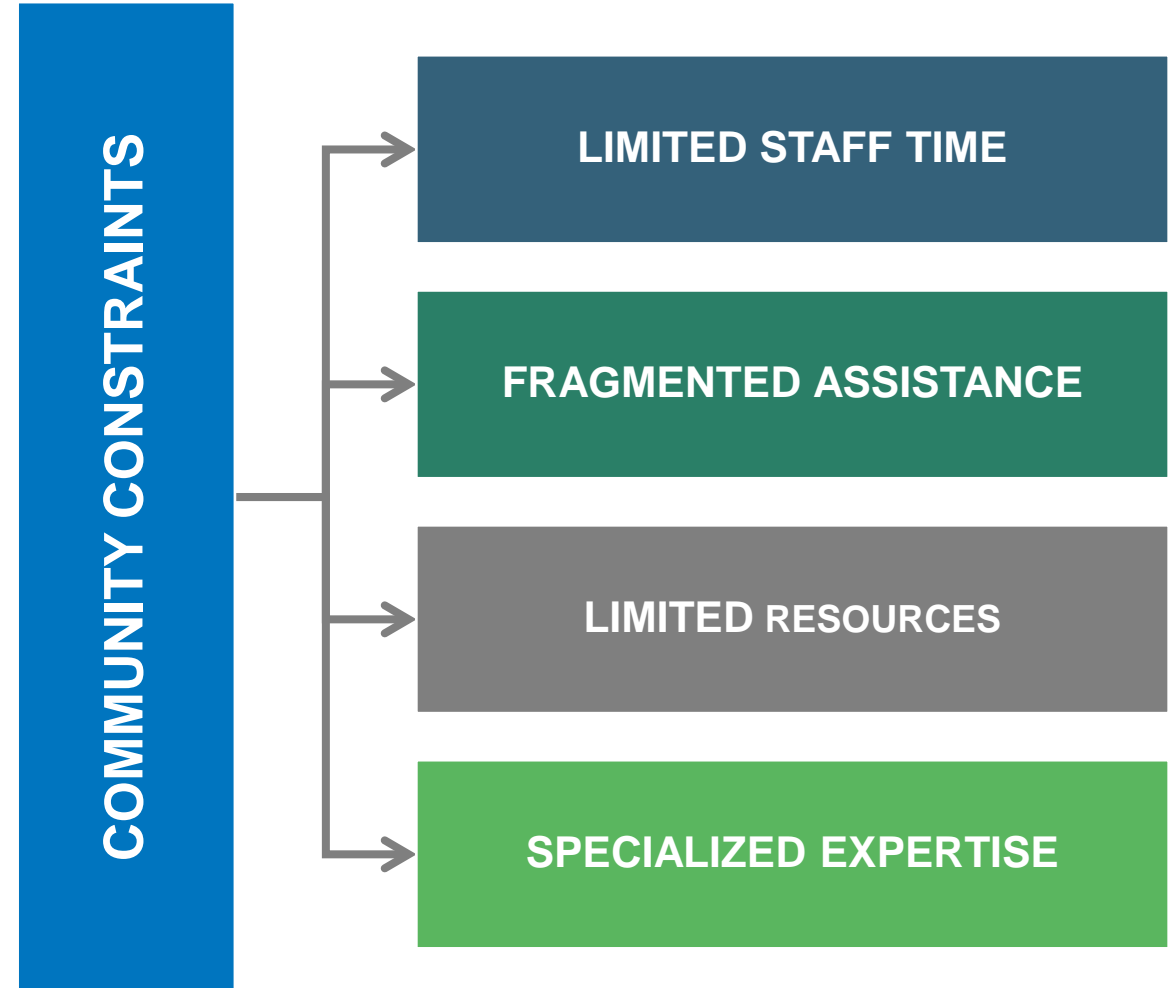 COMMUNITY CONSTRAINTS
LIMITED STAFF TIME
FRAGMENTED ASSISTANCE
LIMITED RESOURCES
SPECIALIZED EXPERTISE